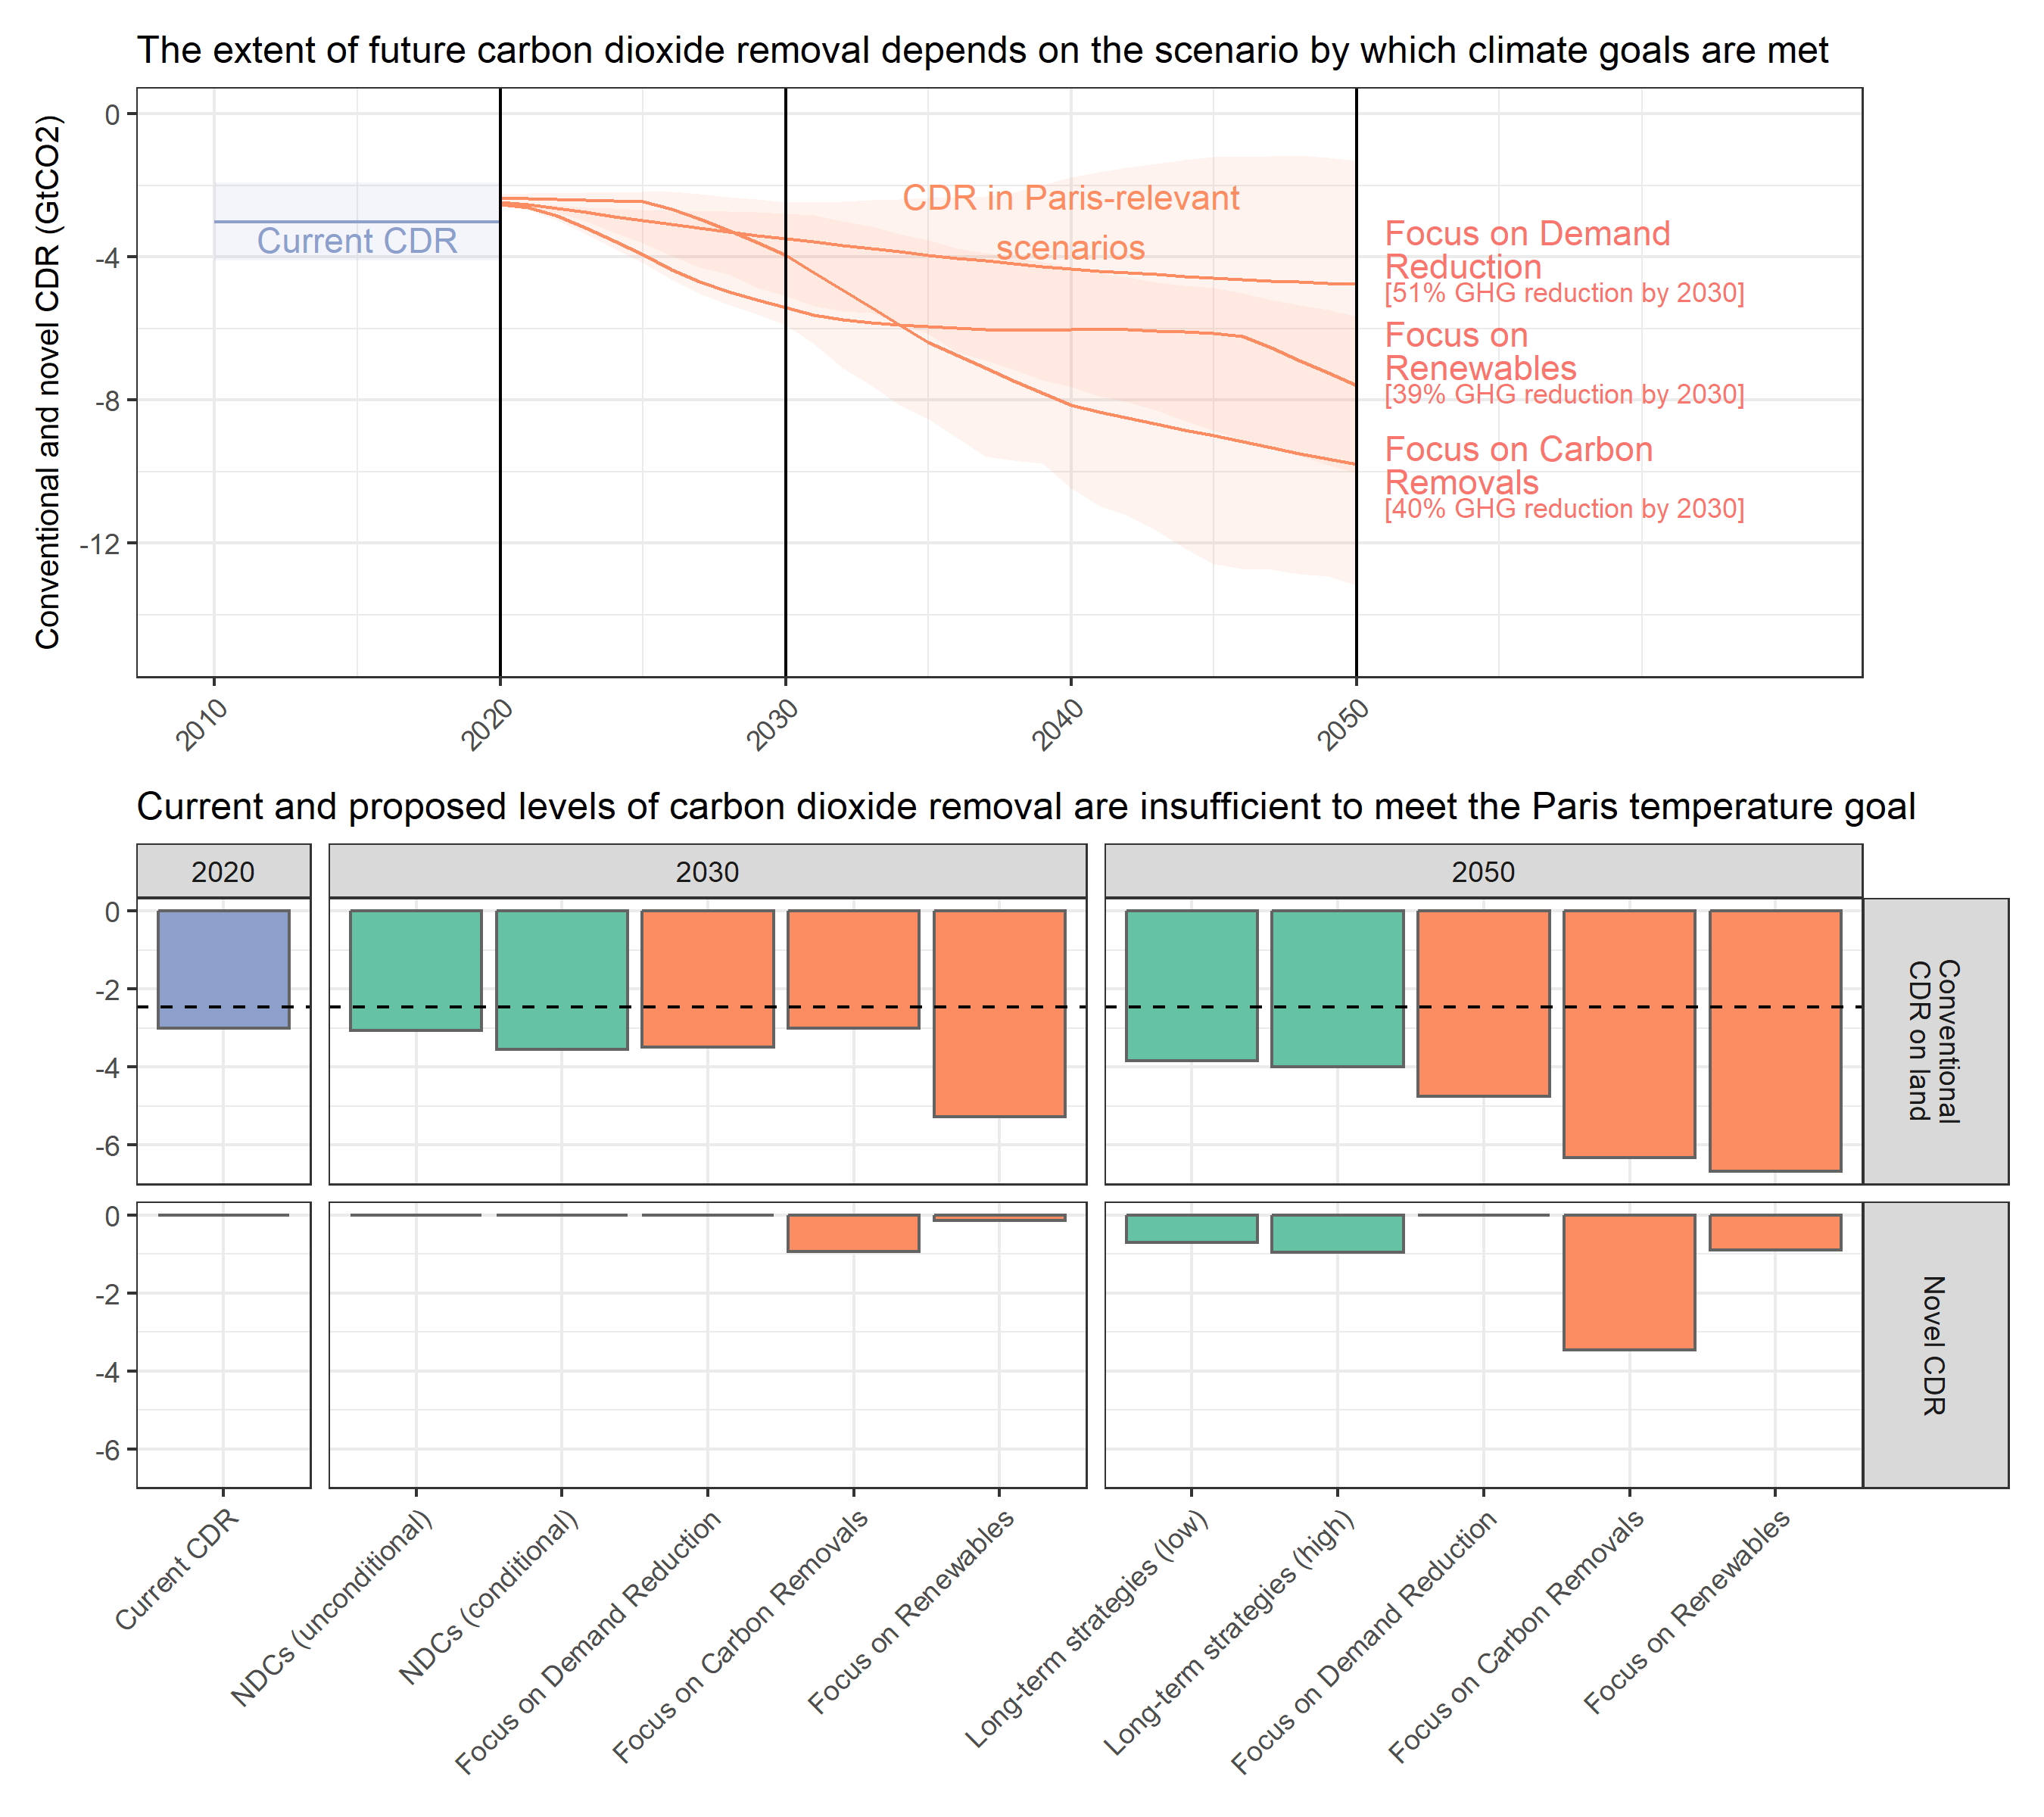 The extent of future carbon dioxide removal depends on the scenario by which climate goals are met
Conventional and novel CDR (GtCO2)
0
-4
-8
-12
Current CDR
CDR in Paris-relevant
scenarios
Focus on Demand
Reduction
[51% GHG reduction by 2030]
Focus on
Renewables
[39% GHG reduction by 2030]
Focus on Carbon
Removals
[40% GHG reduction by 2030]
2010
2020
2030
2040
2050
Current and proposed levels of carbon dioxide removal are insufficient to meet the Paris temperature goal
2020
2030
2050
0
-2
-4
-6
Conventional
CDR on land
0
-2
-4
-6
Novel CDR
Current CDR
NDCs (unconditional)
NDCs (conditional)
Focus on Demand Reduction
Focus on Carbon Removals
Focus on Renewables
Long-term strategies (low)
Long-term strategies (high)
Focus on Demand Reduction
Focus on Carbon Removals
Focus on Renewables